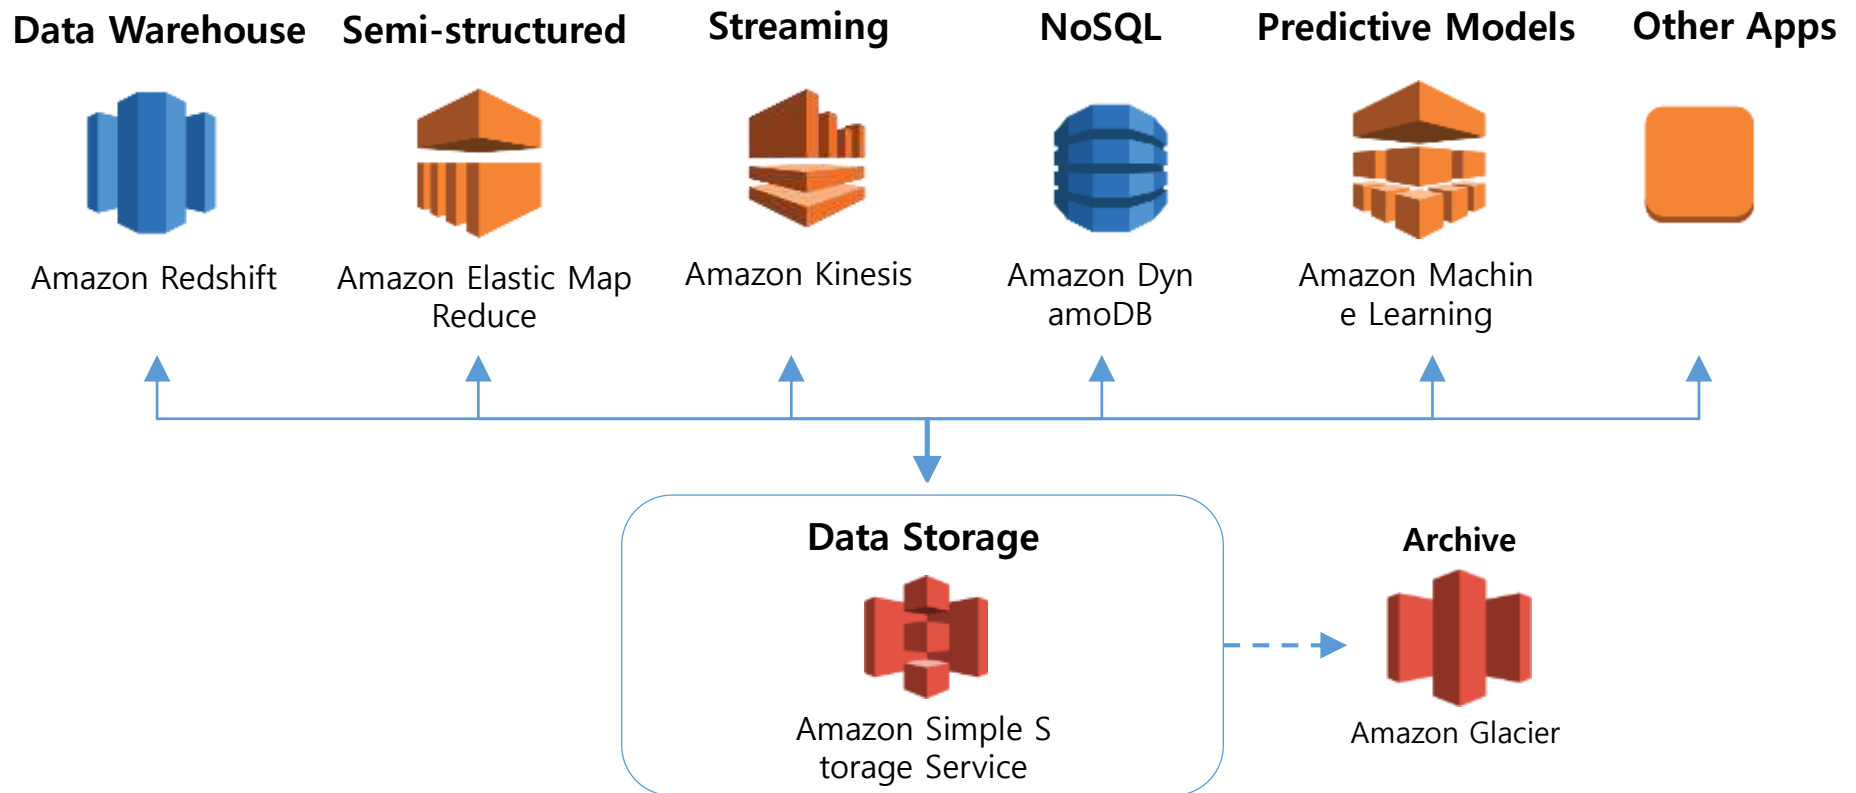 Data Warehouse
Semi-structured
Streaming
NoSQL
Predictive Models
Other Apps
Amazon Redshift
Amazon Elastic Map
Reduce
Amazon Kinesis
Amazon Dyn
amoDB
Amazon Machin
e Learning
Data Storage
Amazon Simple S
torage Service
Archive
Amazon Glacier